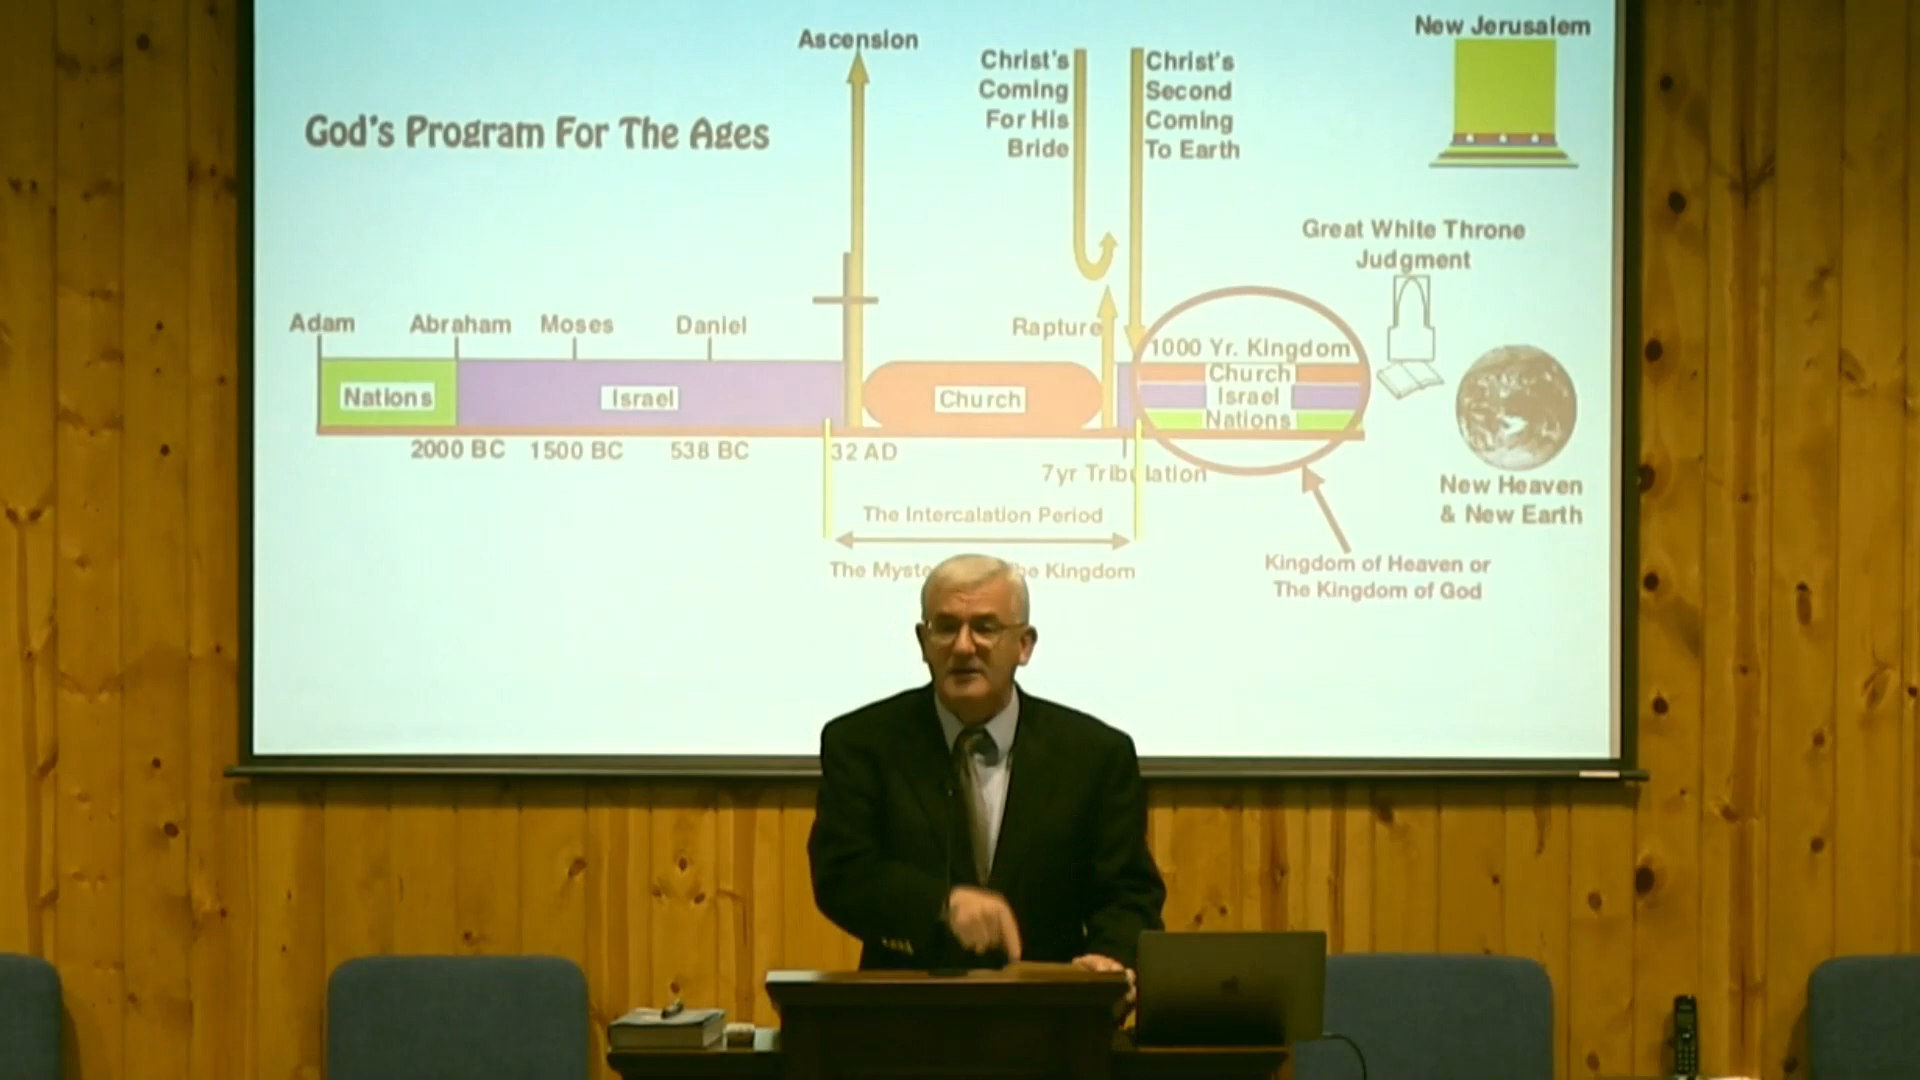 Ascension
Christ's
Coming
For His
Bride
Christ's
Second
Coming
To Earth
New Jerusalem
God's Program For The Ages
Great White Throne
Judgment
Adam
Abraham
Moses
Daniel
Rapture
1000 Yr. Kingdom
Church
Israel
Nations
Nations
Israel
Church
2000 BC
1500 BC
538 BC
32 AD
7yr Tribulation
New Heaven
& New Earth
The Intercalation Period
The Kingdom
Kingdom of Heaven or
The Kingdom of God